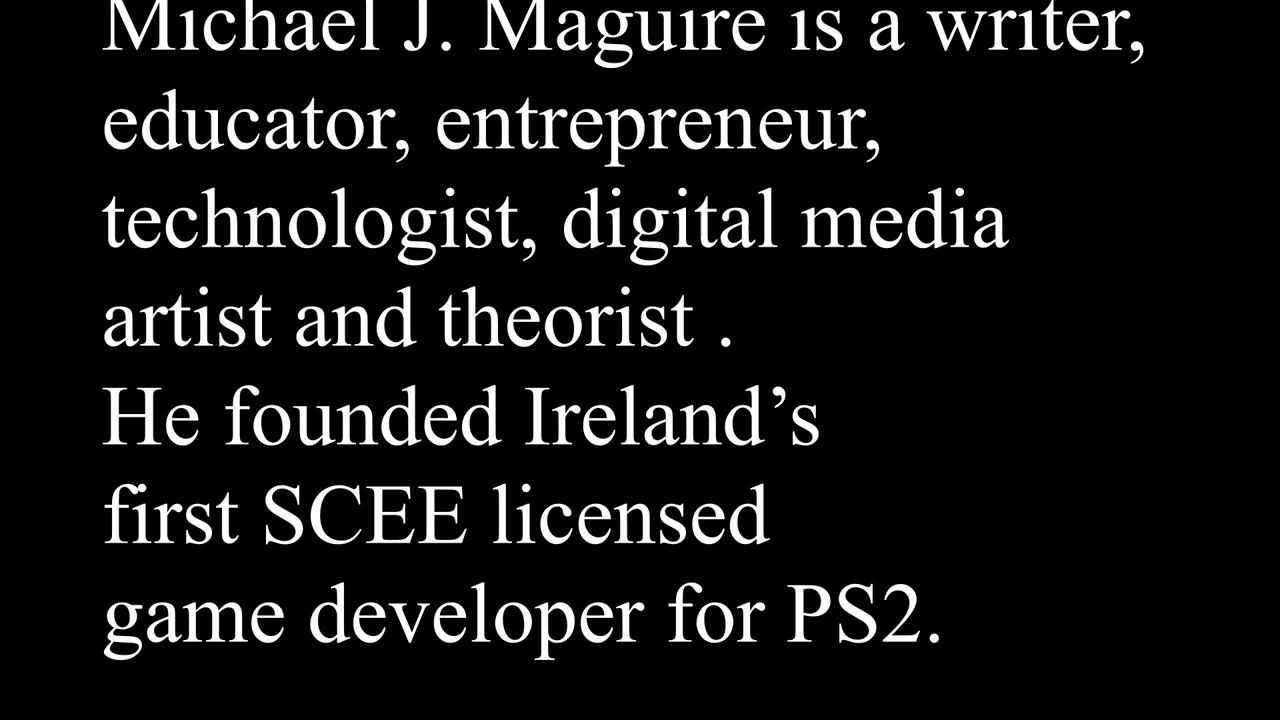 Michael J. Maguire is a writer,
educator, entrepreneur,
technologist, digital media
artist and theorist .
He founded Ireland’s
first SCEE licensed
game developer for PS2.